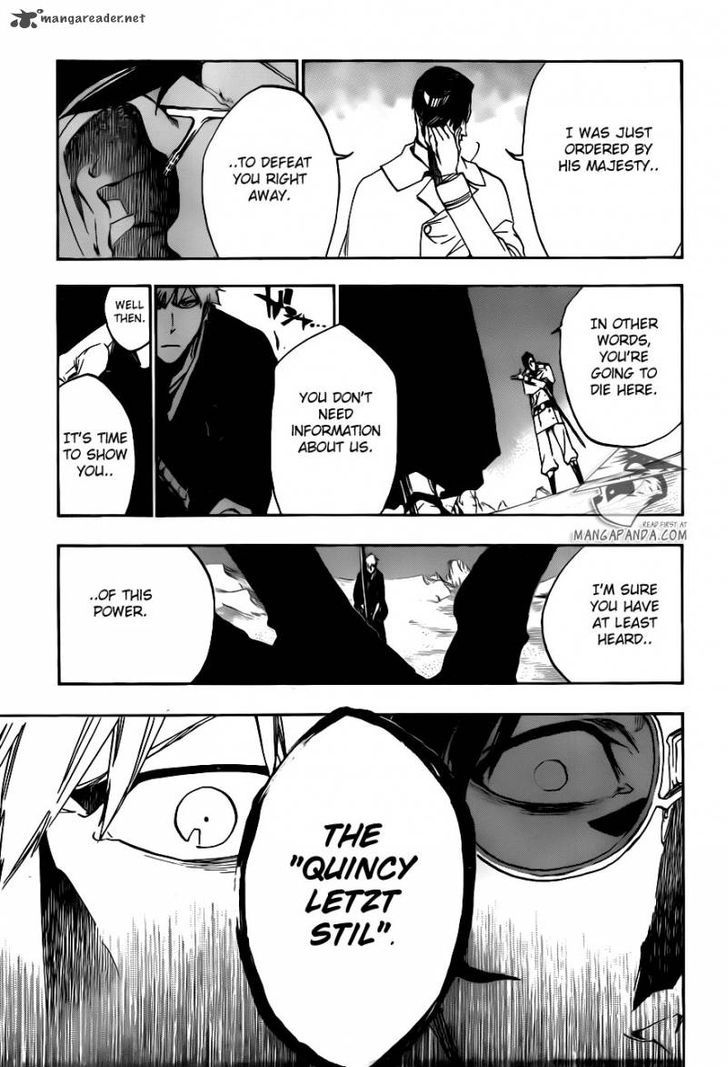 mangareader.net
I WAS JUST
ORDERED BY
HIS MAJESTY..
..TO DEFEAT
YOU RIGHT
AWAY.
IN OTHER
WORDS,
YOU'RE
GOING TO
DIE HERE.
YOU DON'T
NEED
INFORMATION
ABOUT US.
WELL
THEN.
IT'S TIME
TO SHOW
YOU..
READ FIRST AT
MANGAPANDA.COM
I'M SURE
YOU HAVE
AT LEAST
HEARD..
..OF THIS
POWER.
THE
"QUINCY
LETZT
STIL".